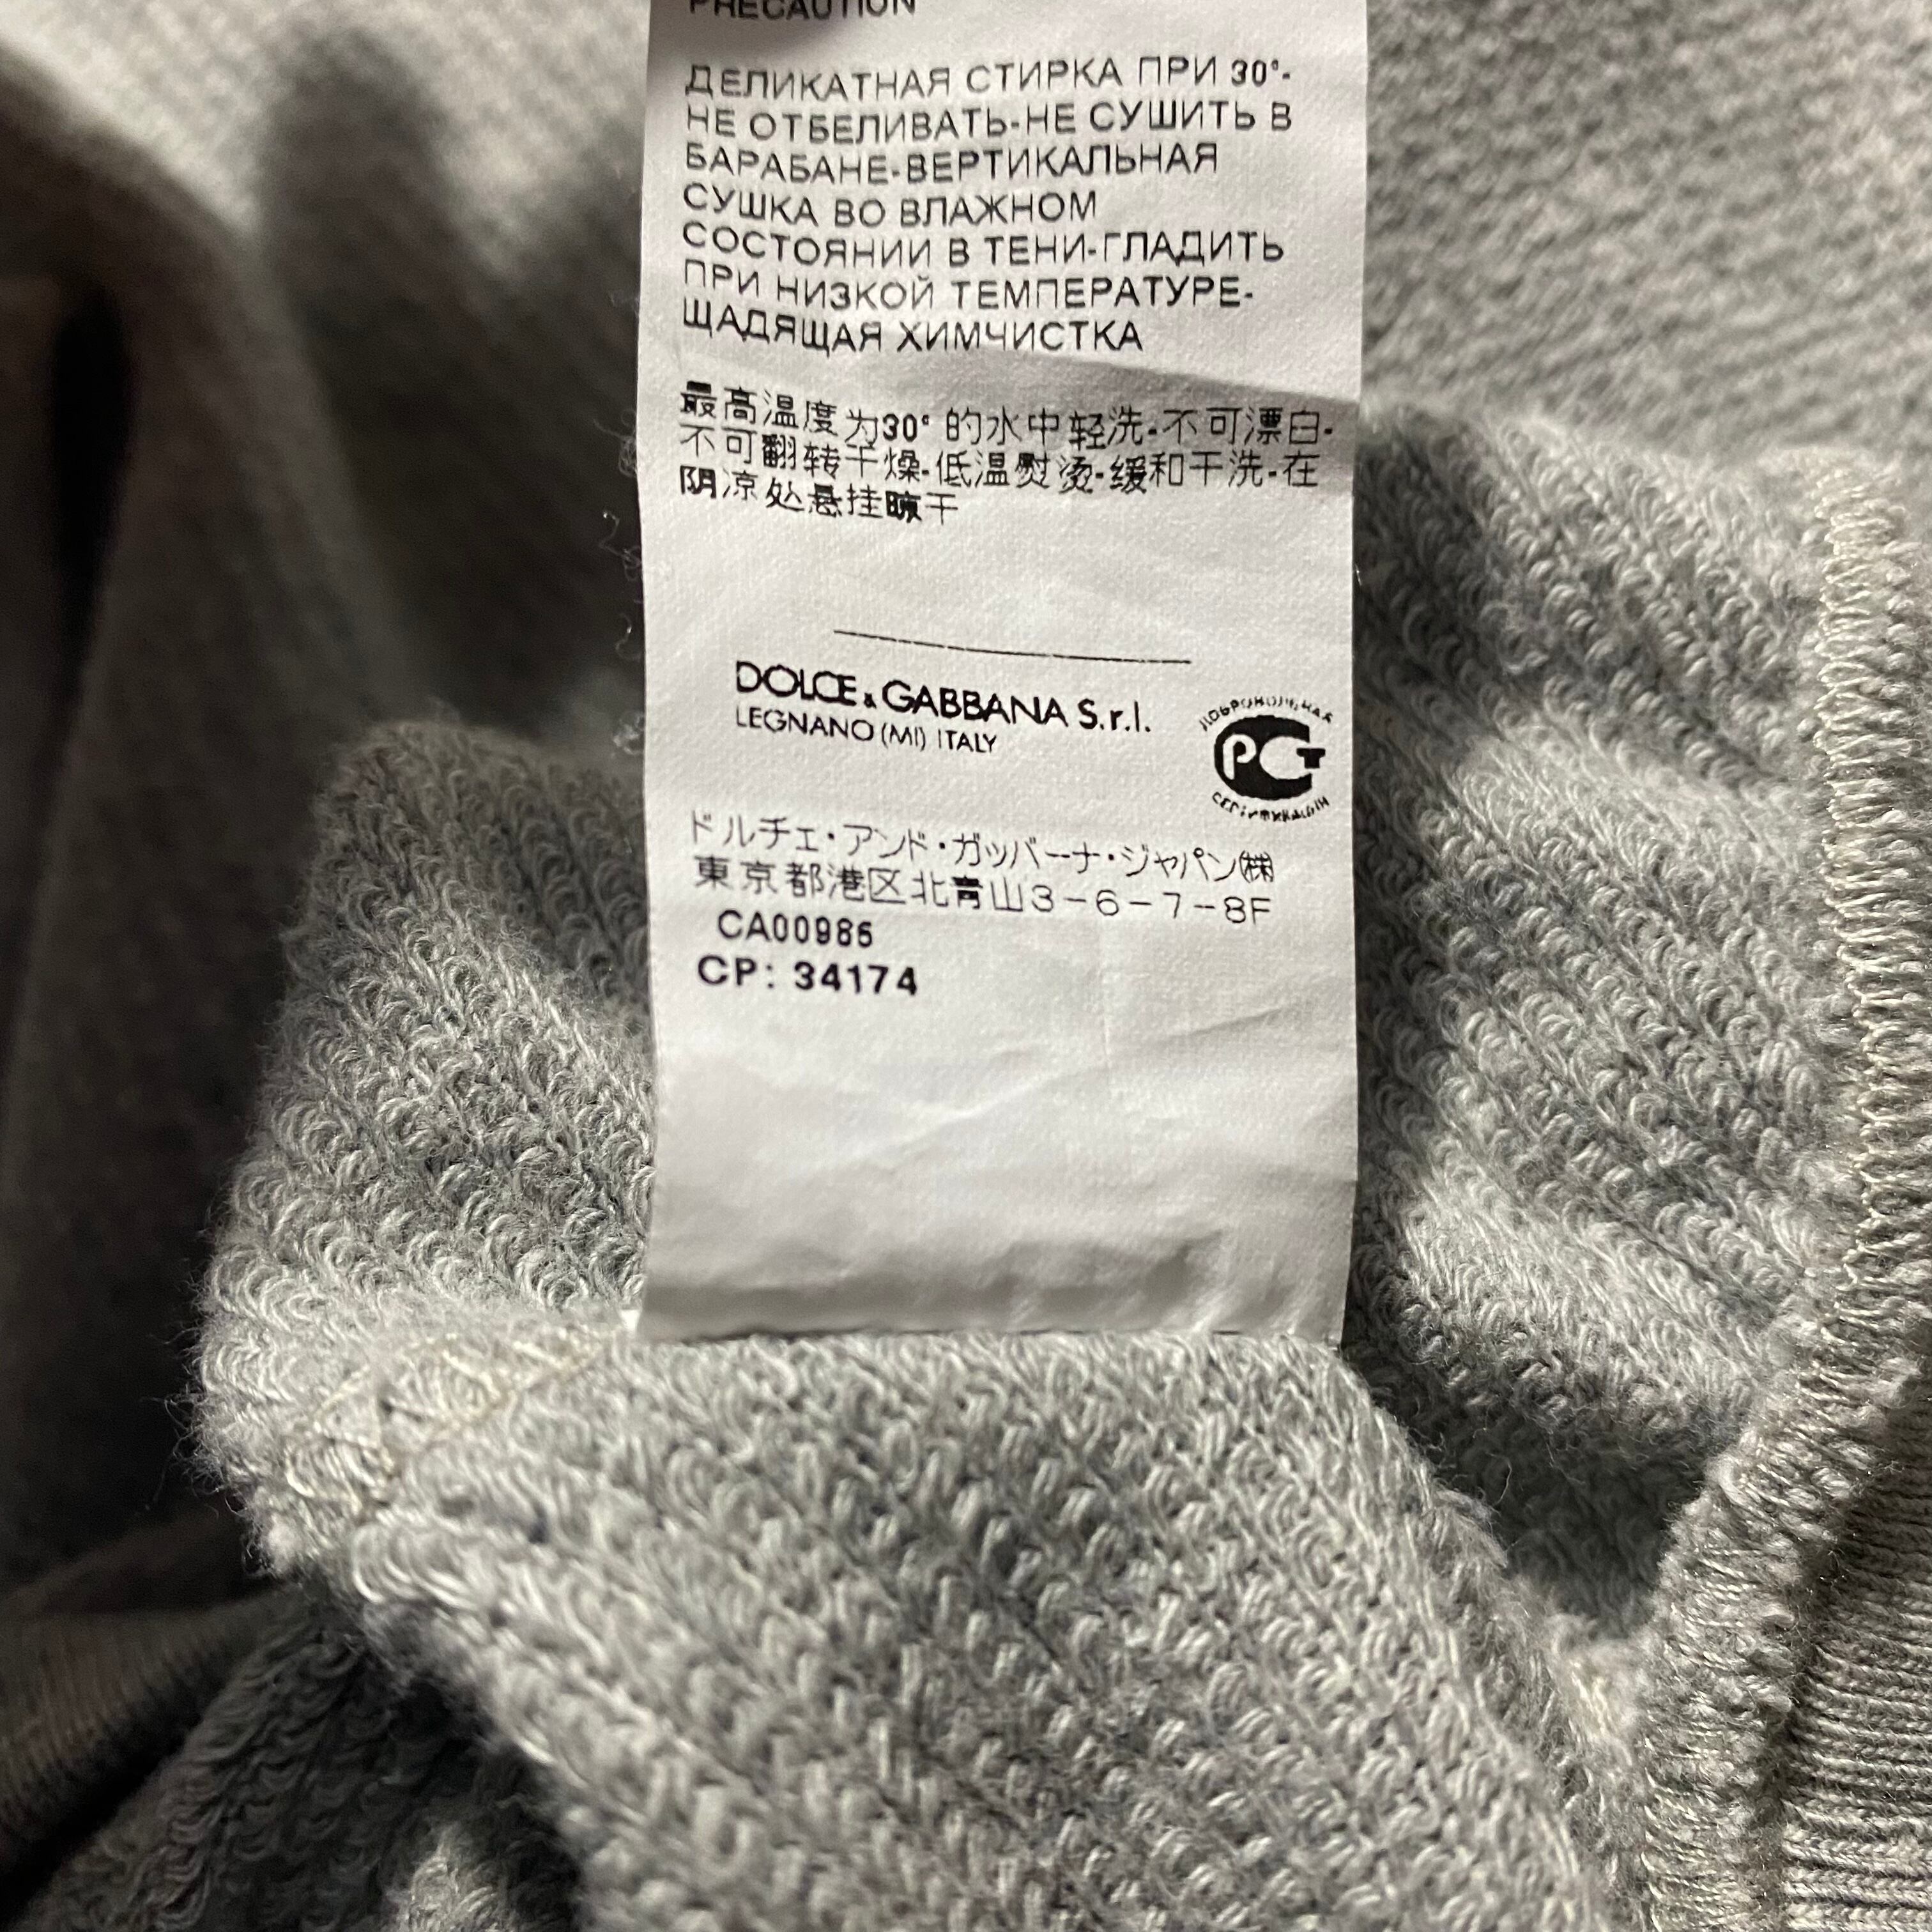 PRECAUTION
ДЕЛИКАТНАЯ СТИРКА ПРИ 30°-
НЕ ОТБЕЛИВАТЬ-НЕ СУШИТЬ В
БАРАБАНЕ-ВЕРТИКАЛЬНАЯ
СУШКА ВО ВЛАЖНОМ
СОСТОЯНИИ В ТЕНИ-ГЛАДИТЬ
ПРИ НИЗКОЙ ТЕМПЕРАТУРЕ-
ЩАДЯЩАЯ ХИМЧИСТКА
最高温度为30° 的水中轻洗-不可漂白-
不可翻转干燥-低温熨烫-缓和干洗-在
阴凉处悬挂晾干
DOLCE & GABBANA S.r.l.
LEGNANO (MI) ITALY
ДОБРОВОЛЬНАЯ
РСТ
ドルチェ・アンド・ガッバーナ・ジャパン㈱
東京都港区北青山3-6-7-8F
CA00986
CP: 34174